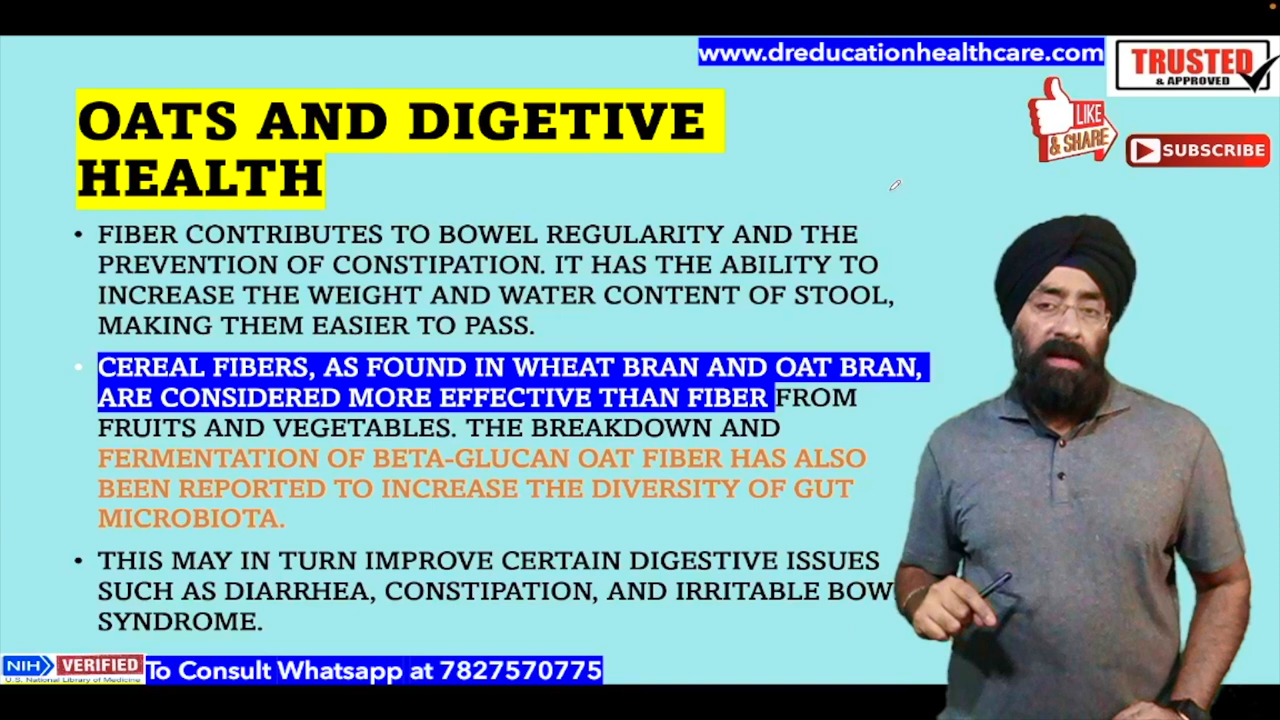 www.dreducationhealthcare.com
TRUSTED
& APPROVED
LIKE
& SHARE
SUBSCRIBE
OATS AND DIGETIVE
HEALTH
• FIBER CONTRIBUTES TO BOWEL REGULARITY AND THE
PREVENTION OF CONSTIPATION. IT HAS THE ABILITY TO
INCREASE THE WEIGHT AND WATER CONTENT OF STOOL,
MAKING THEM EASIER TO PASS.
• CEREAL FIBERS, AS FOUND IN WHEAT BRAN AND OAT BRAN,
ARE CONSIDERED MORE EFFECTIVE THAN FIBER FROM
FRUITS AND VEGETABLES. THE BREAKDOWN AND
FERMENTATION OF BETA-GLUCAN OAT FIBER HAS ALSO
BEEN REPORTED TO INCREASE THE DIVERSITY OF GUT
MICROBIOTA.
• THIS MAY IN TURN IMPROVE CERTAIN DIGESTIVE ISSUES
SUCH AS DIARRHEA, CONSTIPATION, AND IRRITABLE BOW
SYNDROME.
NIH VERIFIED
U.S. National Library of Medicine
To Consult Whatsapp at 7827570775